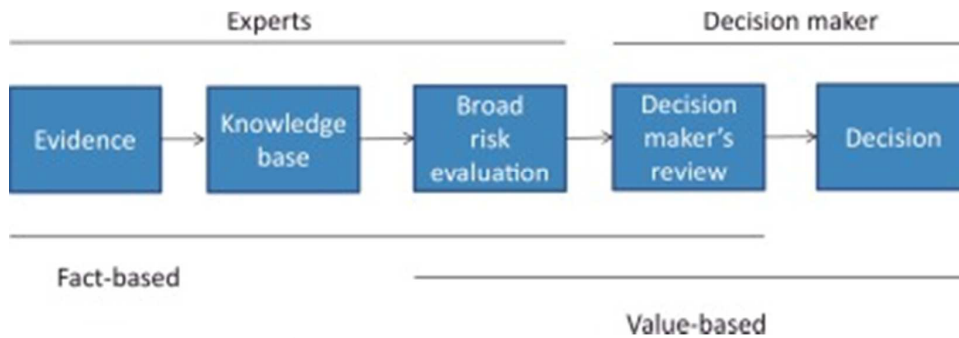 Experts
Decision maker
Evidence
Knowledge
base
Broad
risk
evaluation
Decision
maker's
review
Decision
Fact-based
Value-based